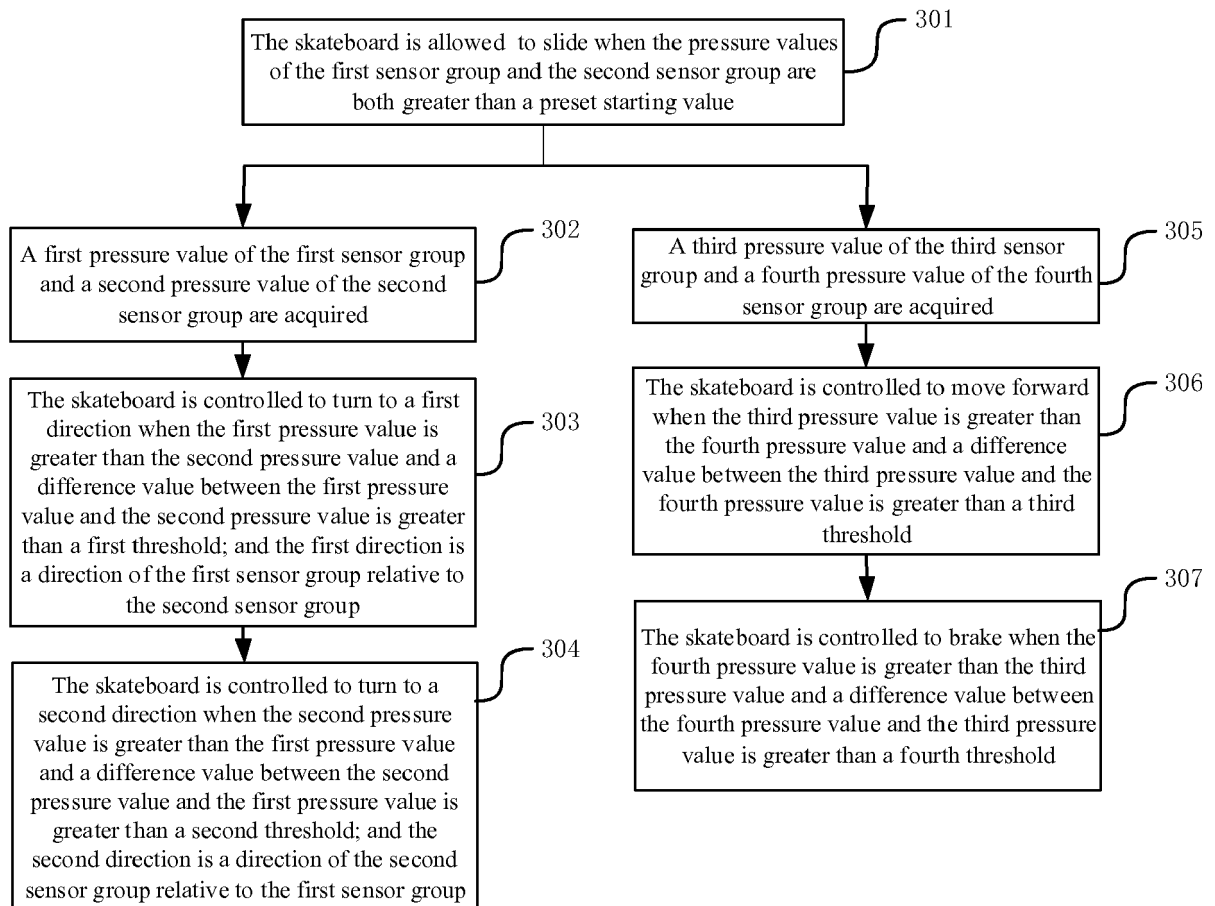 301
The skateboard is allowed to slide when the pressure values
of the first sensor group and the second sensor group are
both greater than a preset starting value
302
A first pressure value of the first sensor group
and a second pressure value of the second
sensor group are acquired
303
The skateboard is controlled to turn to a first
direction when the first pressure value is
greater than the second pressure value and a
difference value between the first pressure
value and the second pressure value is greater
than a first threshold; and the first direction is
a direction of the first sensor group relative to
the second sensor group
304
The skateboard is controlled to turn to a
second direction when the second pressure
value is greater than the first pressure value
and a difference value between the second
pressure value and the first pressure value is
greater than a second threshold; and the
second direction is a direction of the second
sensor group relative to the first sensor group
305
A third pressure value of the third sensor
group and a fourth pressure value of the fourth
sensor group are acquired
306
The skateboard is controlled to move forward
when the third pressure value is greater than
the fourth pressure value and a difference
value between the third pressure value and the
fourth pressure value is greater than a third
threshold
307
The skateboard is controlled to brake when the
fourth pressure value is greater than the third
pressure value and a difference value between
the fourth pressure value and the third pressure
value is greater than a fourth threshold